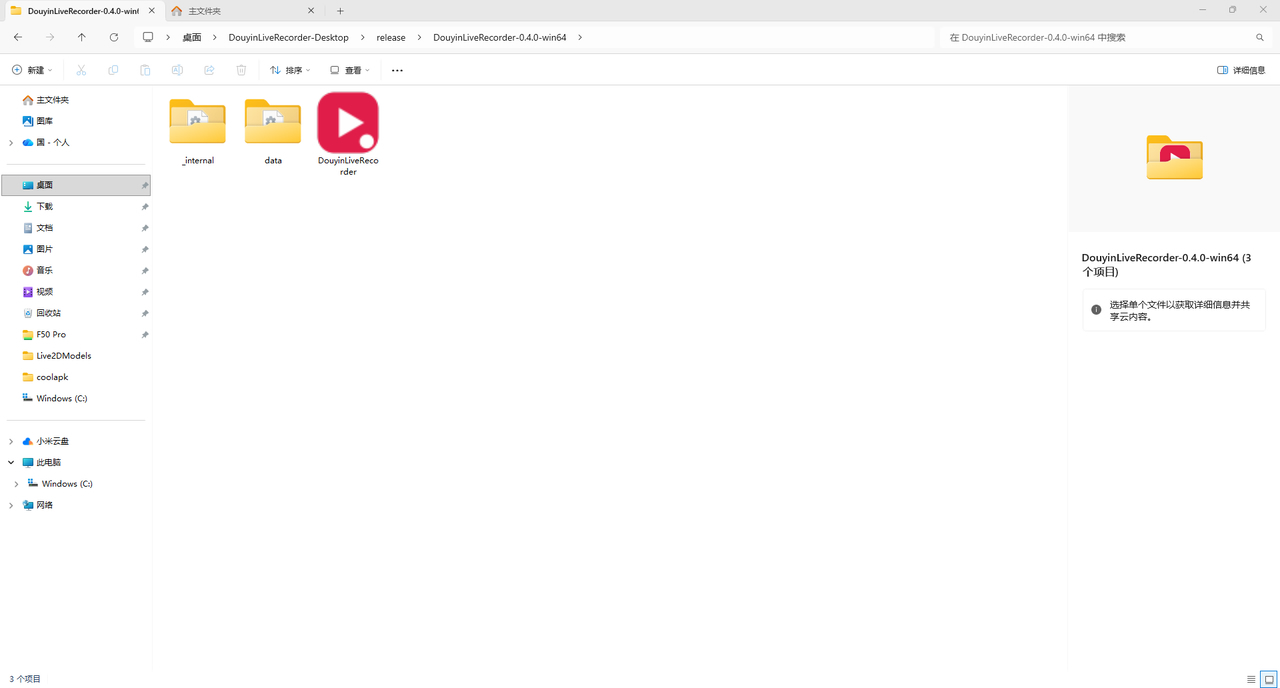 DouyinLiveRecorder-0.4.0-win6
主文件夹
桌面
DouyinLiveRecorder-Desktop
release
DouyinLiveRecorder-0.4.0-win64
在 DouyinLiveRecorder-0.4.0-win64 中搜索
新建
排序
查看
详细信息
主文件夹
图库
国 - 个人
桌面
下载
文档
图片
音乐
视频
回收站
F50 Pro
Live2DModels
coolapk
Windows (C:)
小米云盘
此电脑
Windows (C:)
网络
_internal
data
DouyinLiveReco
rder
DouyinLiveRecorder-0.4.0-win64 (3
个项目)
选择单个文件以获取详细信息并共
享云内容。
3 个项目